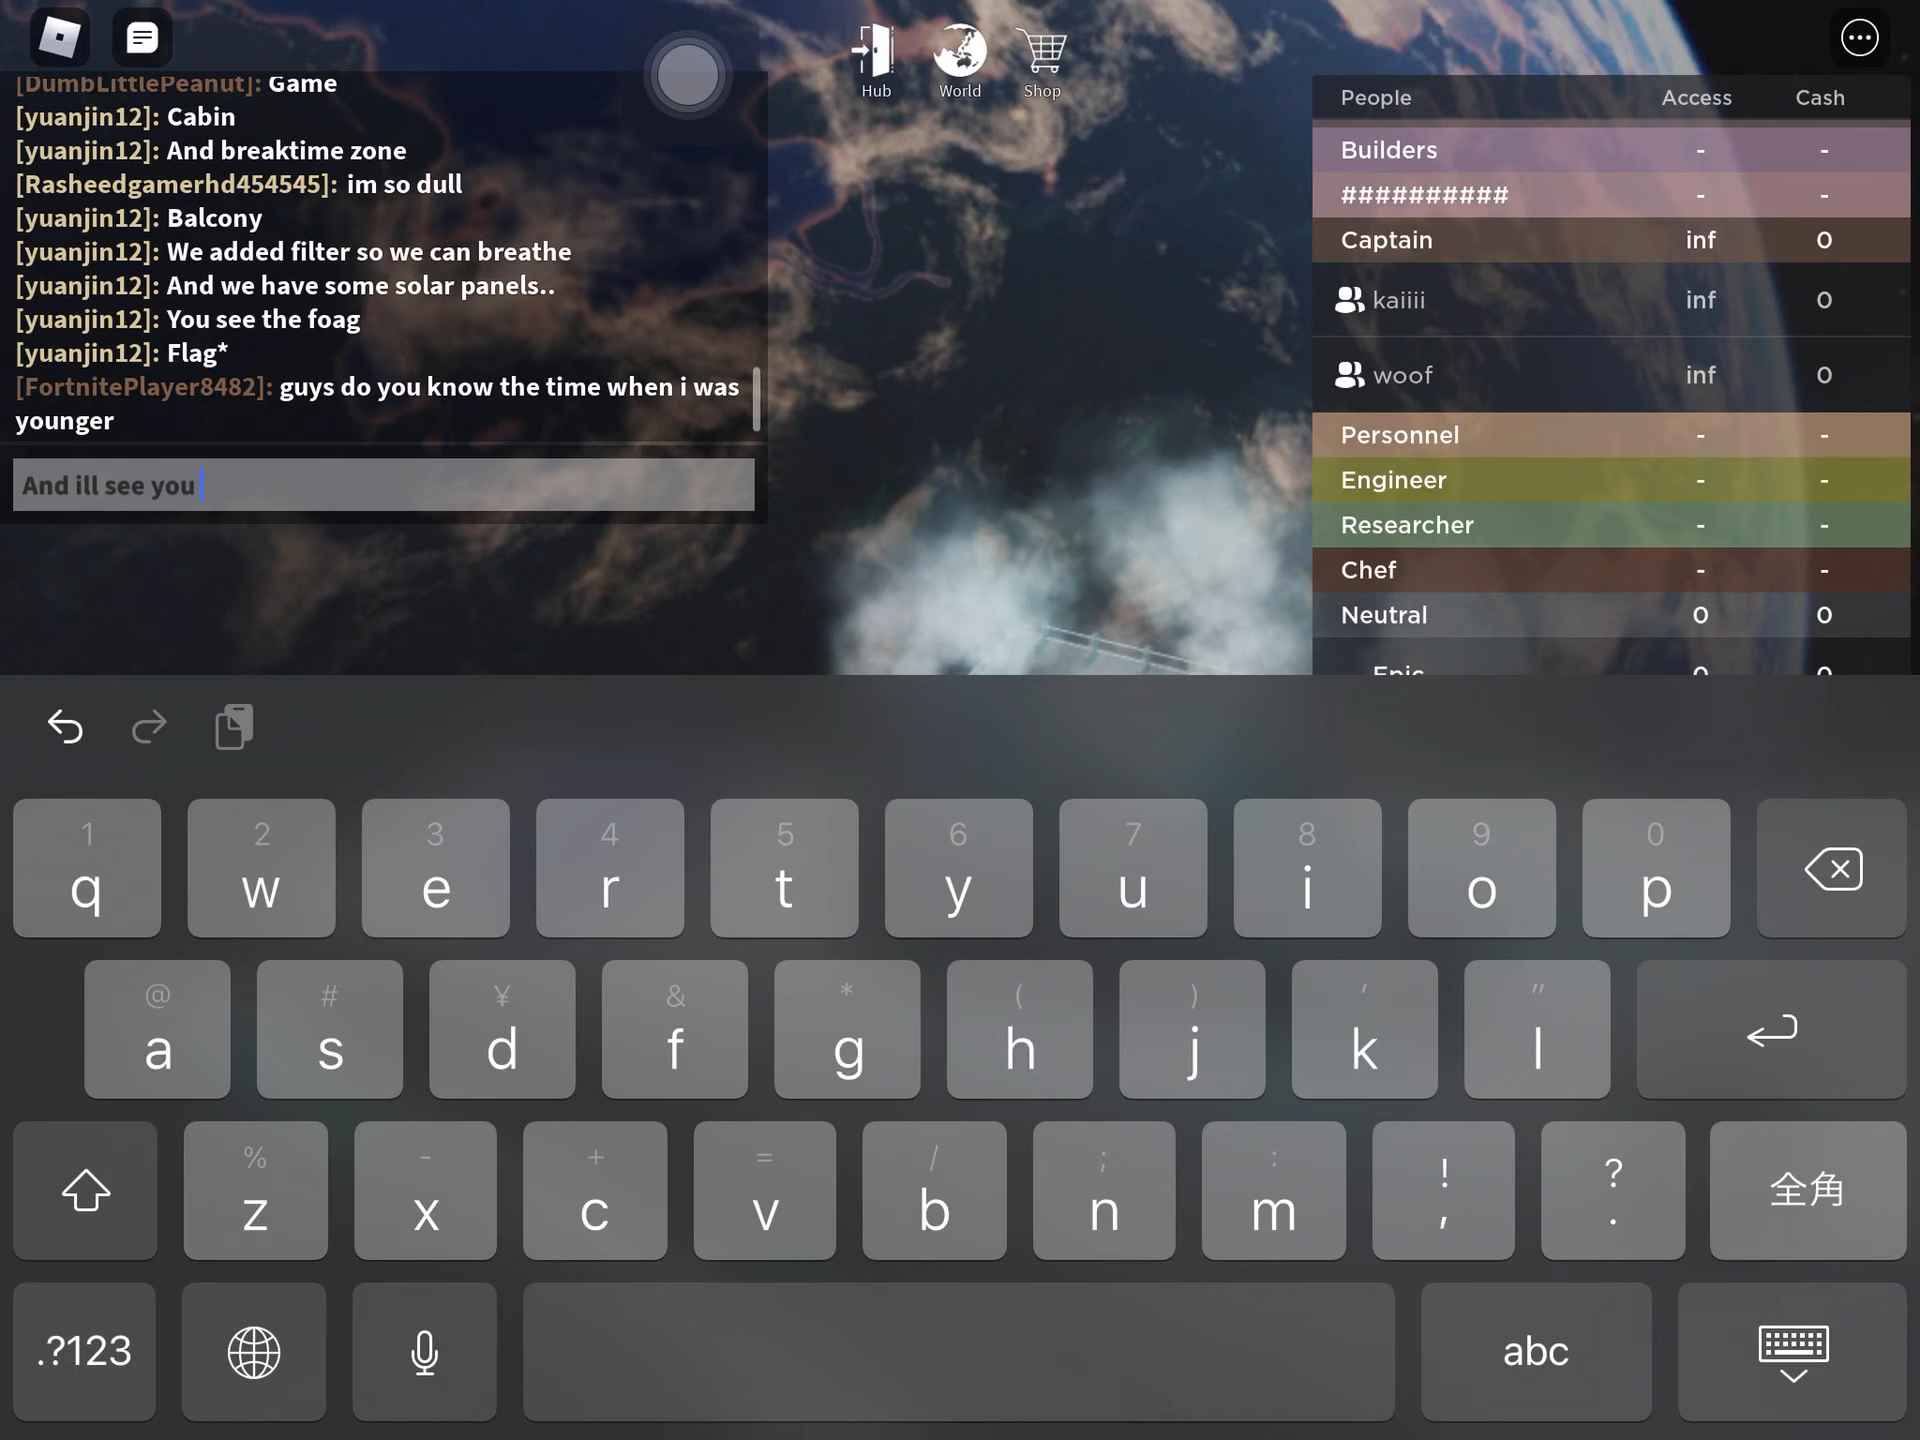 Hub World Shop
[DumbLittlePeanut]: Game
[yuanjin12]: Cabin
[yuanjin12]: And breaktime zone
[Rasheedgamerhd454545]: im so dull
[yuanjin12]: Balcony
[yuanjin12]: We added filter so we can breathe
[yuanjin12]: And we have some solar panels..
[yuanjin12]: You see the foag
[yuanjin12]: Flag*
[FortnitePlayer8482]: guys do you know the time when i was
younger
And ill see you
People Access Cash
Builders - -
########## - -
Captain inf 0
kaiiii inf 0
woof inf 0
Personnel - -
Engineer - -
Researcher - -
Chef - -
Neutral 0 0
Epic 0 0
1 2 3 4 5 6 7 8 9 0
q w e r t y u i o p
@ # ¥ & * ( ) ' "
a s d f g h j k l
% - + = / ; : ! ?
z x c v b n m , . 全角
.?123 abc